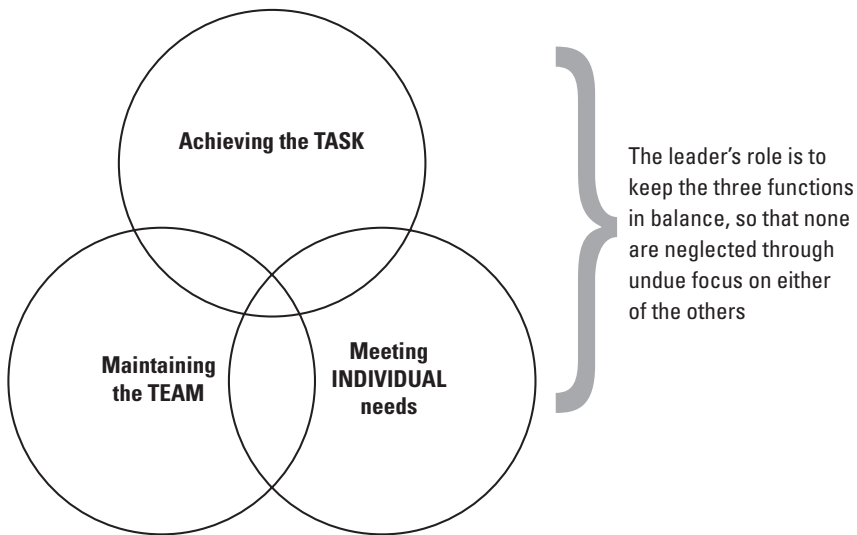 Achieving the TASK
Maintaining
the TEAM
Meeting
INDIVIDUAL
needs
The leader’s role is to
keep the three functions
in balance, so that none
are neglected through
undue focus on either
of the others